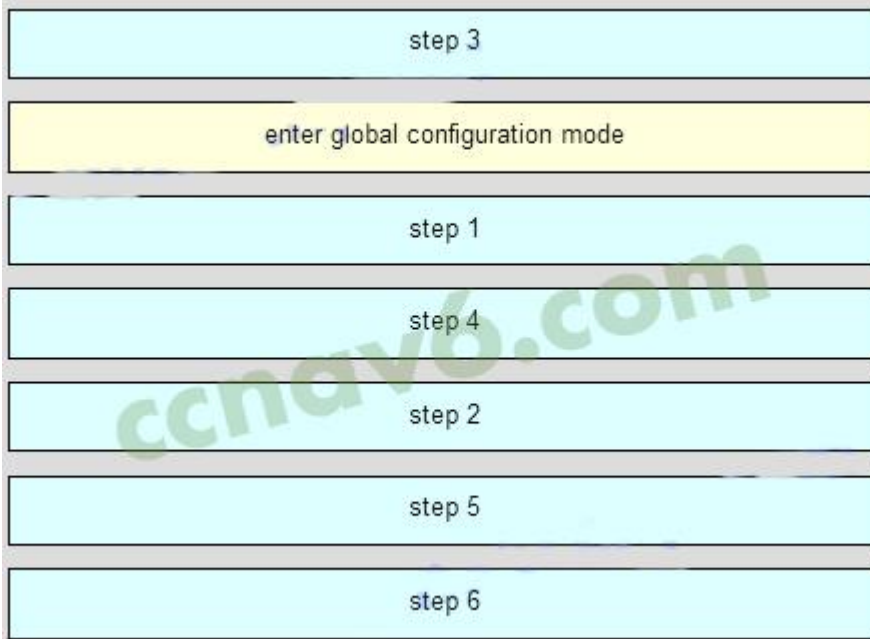 step 3
enter global configuration mode
step 1
step 4
ccnav6.com
step 2
step 5
step 6